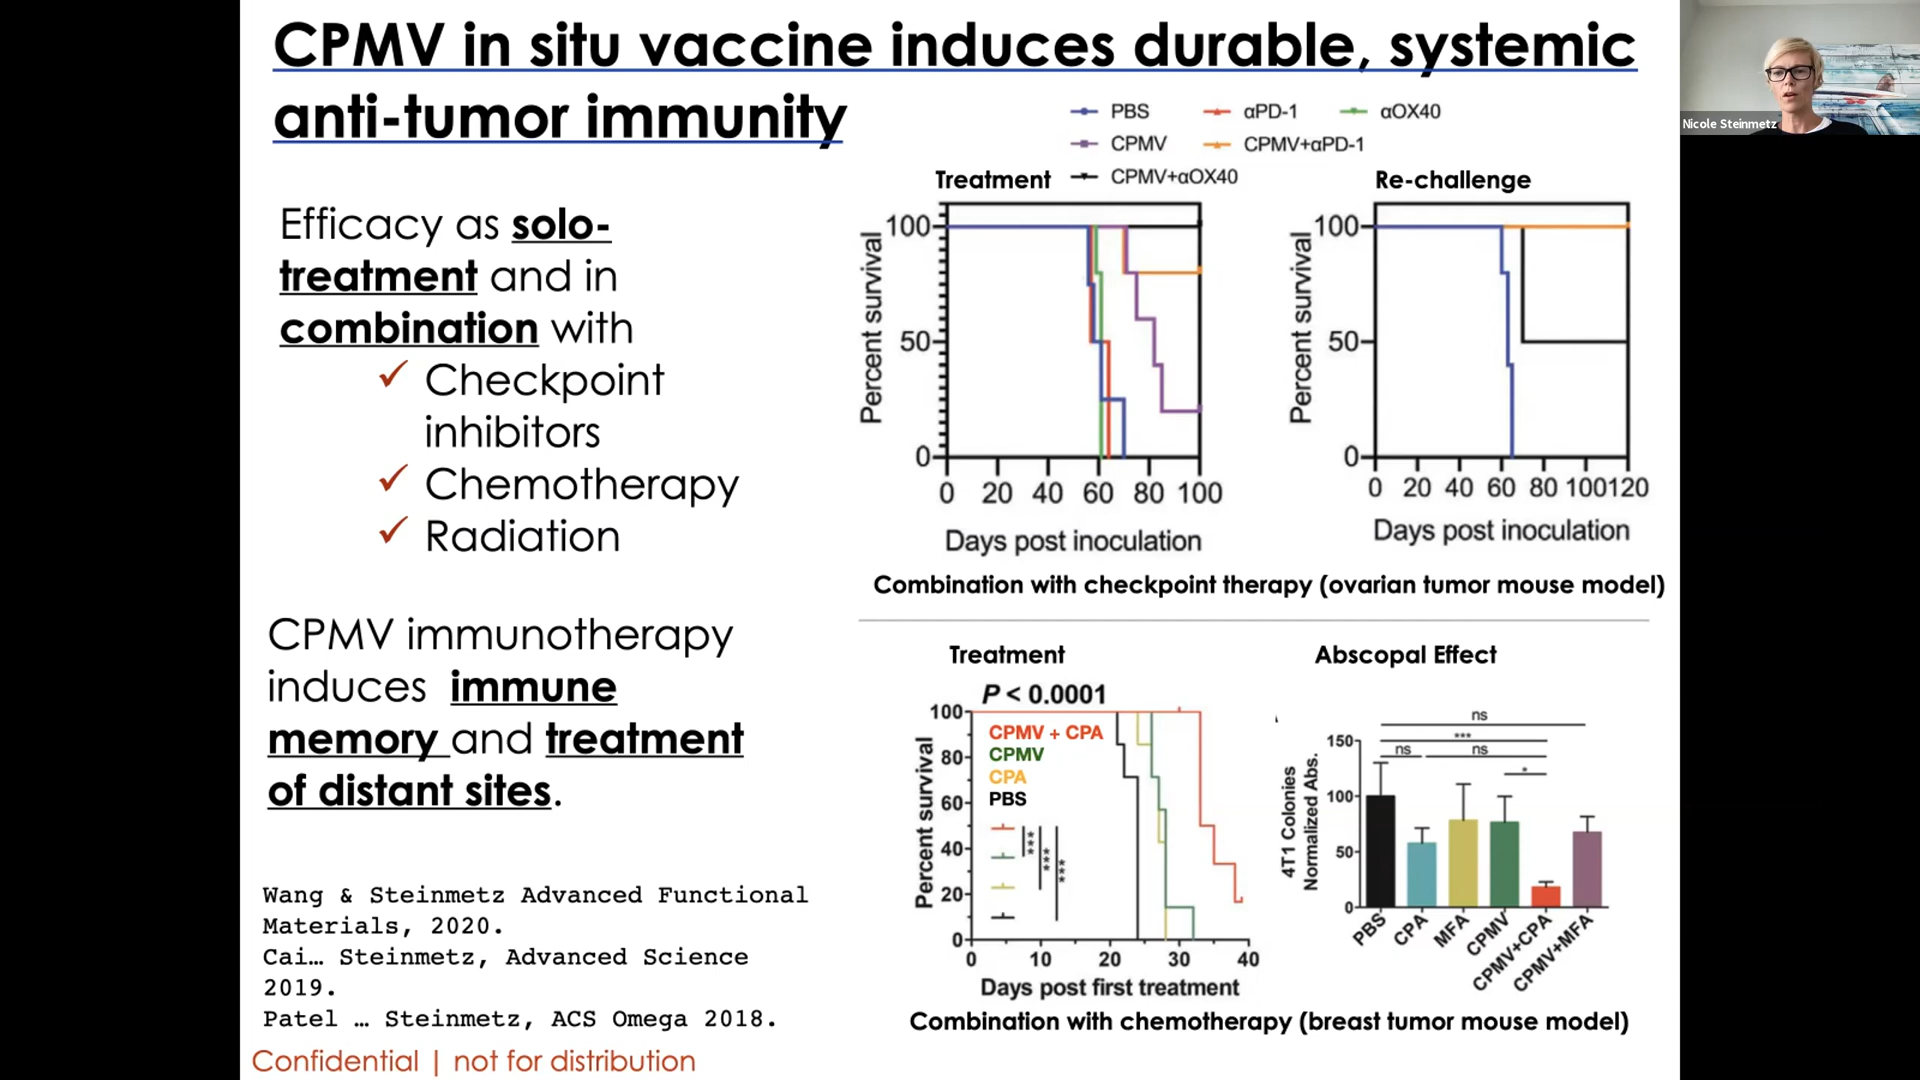 CPMV in situ vaccine induces durable, systemic
anti-tumor immunity
Nicole Steinmetz
Efficacy as solo-
treatment and in
combination with
✓ Checkpoint
inhibitors
✓ Chemotherapy
✓ Radiation
CPMV immunotherapy
induces immune
memory and treatment
of distant sites.
Wang & Steinmetz Advanced Functional
Materials, 2020.
Cai… Steinmetz, Advanced Science
2019.
Patel … Steinmetz, ACS Omega 2018.
Confidential | not for distribution
PBS αPD-1 αOX40
CPMV CPMV+αPD-1
CPMV+αOX40
Treatment
Percent survival
100
50
0
0 20 40 60 80 100
Days post inoculation
Re-challenge
Percent survival
100
50
0
0 20 40 60 80 100 120
Days post inoculation
Combination with checkpoint therapy (ovarian tumor mouse model)
Treatment
P < 0.0001
CPMV + CPA
CPMV
CPA
PBS
***
***
***
Percent survival
100
80
60
40
20
0
0 10 20 30 40
Days post first treatment
Abscopal Effect
ns
***
ns ns
*
4T1 Colonies
Normalized Abs.
150
100
50
0
PBS CPA MFA CPMV CPMV+CPA CPMV+MFA
Combination with chemotherapy (breast tumor mouse model)